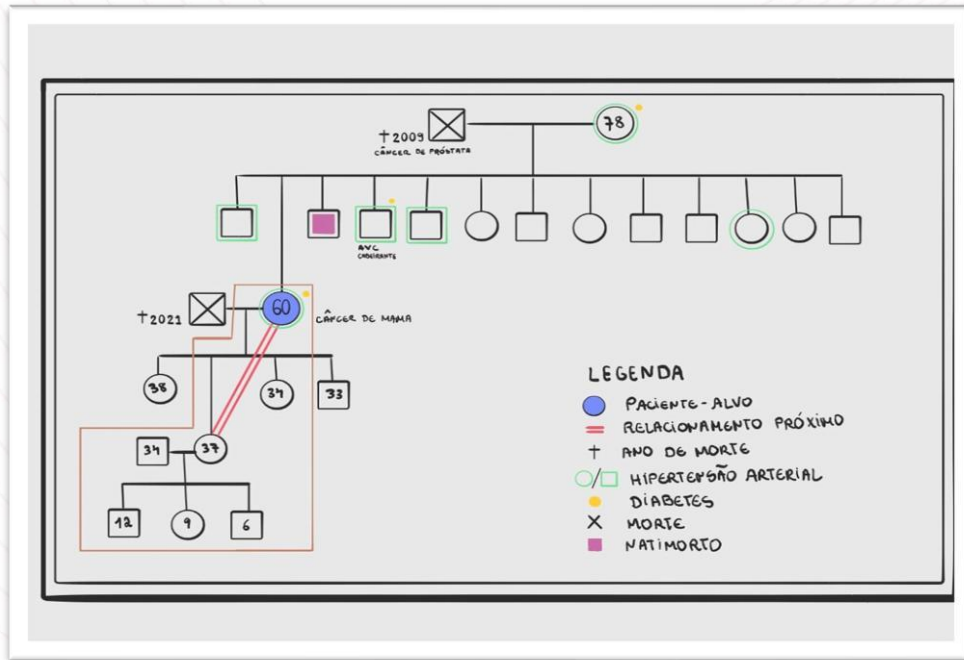 78
†2009
CÂNCER DE PRÓSTATA
AVC
†2021
60
CÂNCER DE MAMA
38
34
33
34
37
12
9
6
LEGENDA
PACIENTE-ALVO
RELACIONAMENTO PRÓXIMO
† ANO DE MORTE
HIPERTENSÃO ARTERIAL
DIABETES
MORTE
NATIMORTO